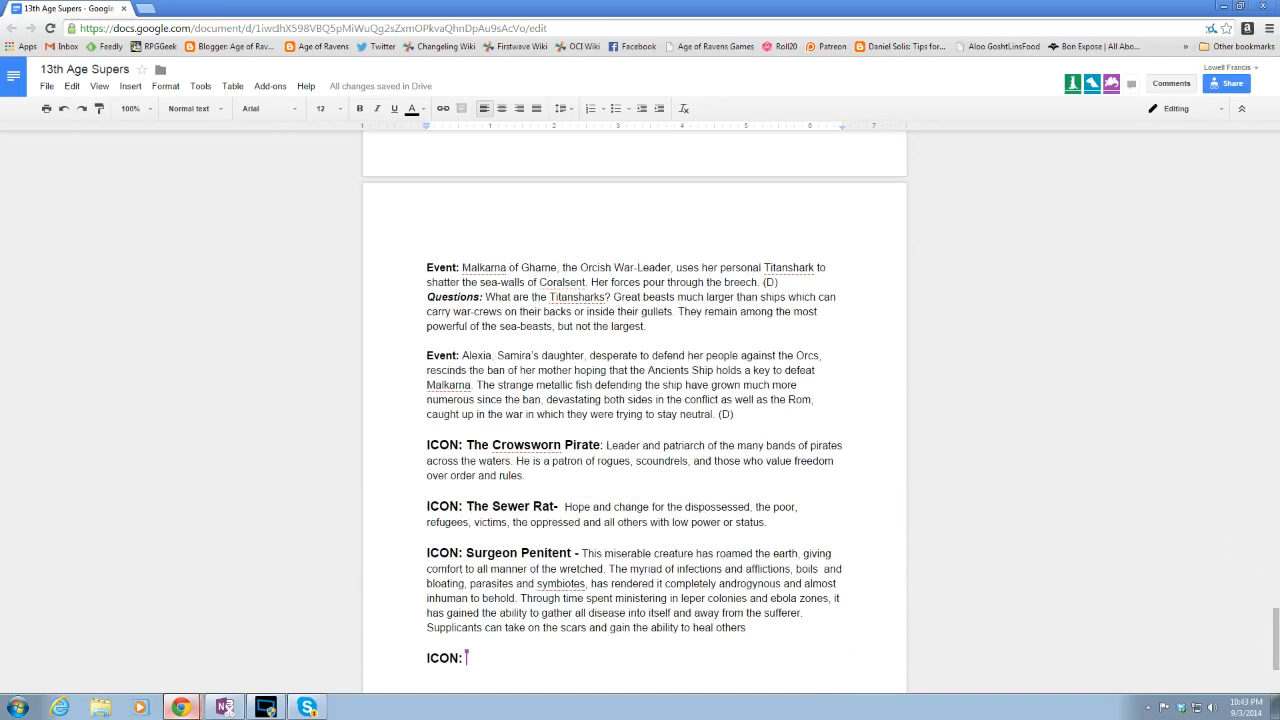 13th Age Supers - Google
https://docs.google.com/document/d/1iwcthX598VBQ5pMiWuQg2sZxmOPkvaQhnDpAu9sAcVo/edit
Apps Inbox Feedly RPGGeek Blogger: Age of Rav... Age of Ravens Twitter Changeling Wiki Firstwave Wiki OCI Wiki Facebook Age of Ravens Games Roll20 Patreon Daniel Solis: Tips for... Aloo GoshtLinsFood Bon Expose | All Abo... » Other bookmarks
13th Age Supers
Lowell Francis
File Edit View Insert Format Tools Table Add-ons Help All changes saved in Drive
Comments Share
100% Normal text Arial 12 B I U A Editing
1 1 2 3 4 5 6 7
Event: Malkarna of Gharne, the Orcish War-Leader, uses her personal Titanshark to
shatter the sea-walls of Coralsent. Her forces pour through the breech. (D)
Questions: What are the Titansharks? Great beasts much larger than ships which can
carry war-crews on their backs or inside their gullets. They remain among the most
powerful of the sea-beasts, but not the largest.
Event: Alexia, Samira's daughter, desperate to defend her people against the Orcs,
rescinds the ban of her mother hoping that the Ancients Ship holds a key to defeat
Malkarna. The strange metallic fish defending the ship have grown much more
numerous since the ban, devastating both sides in the conflict as well as the Rom,
caught up in the war in which they were trying to stay neutral. (D)
ICON: The Crowsworn Pirate: Leader and patriarch of the many bands of pirates
across the waters. He is a patron of rogues, scoundrels, and those who value freedom
over order and rules.
ICON: The Sewer Rat- Hope and change for the dispossessed, the poor,
refugees, victims, the oppressed and all others with low power or status.
ICON: Surgeon Penitent - This miserable creature has roamed the earth, giving
comfort to all manner of the wretched. The myriad of infections and afflictions, boils and
bloating, parasites and symbiotes, has rendered it completely androgynous and almost
inhuman to behold. Through time spent ministering in leper colonies and ebola zones, it
has gained the ability to gather all disease into itself and away from the sufferer.
Supplicants can take on the scars and gain the ability to heal others
ICON:
10:43 PM
9/3/2014